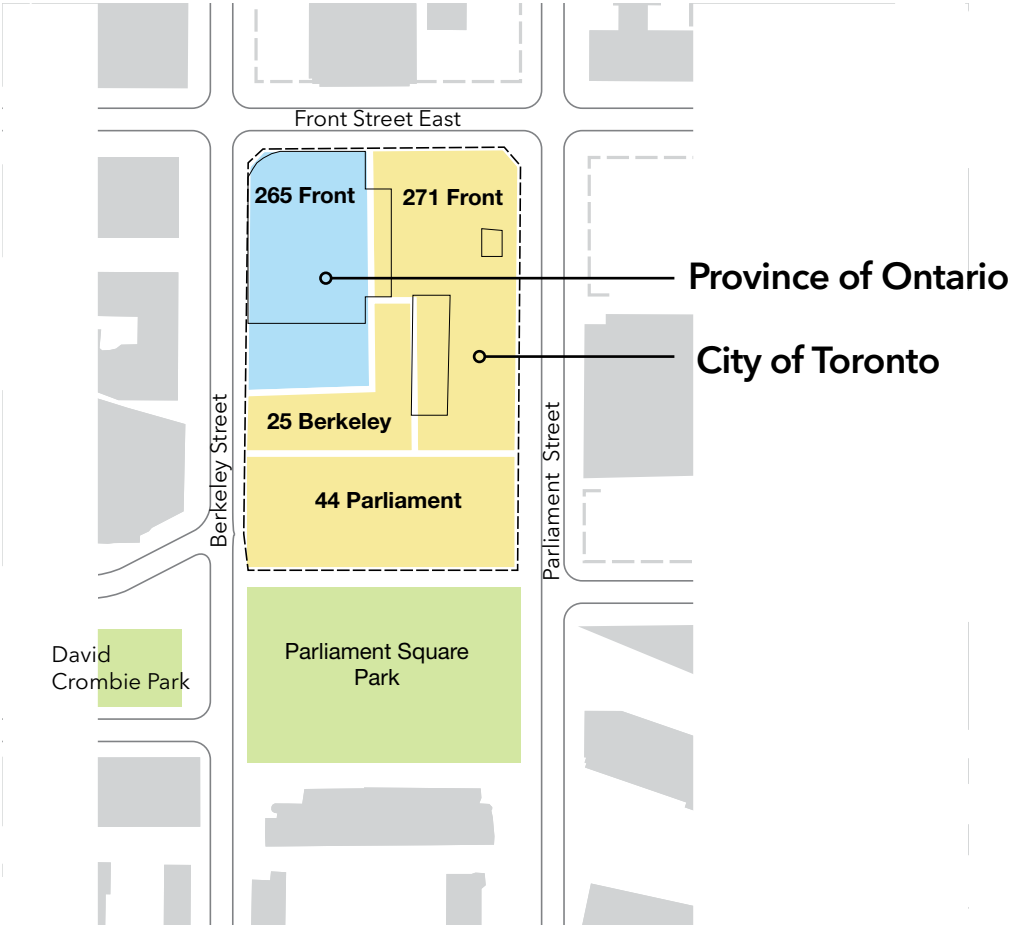 Front Street East
265 Front
271 Front
Province of Ontario
City of Toronto
25 Berkeley
Berkeley Street
Parliament Street
44 Parliament
David
Crombie Park
Parliament Square
Park